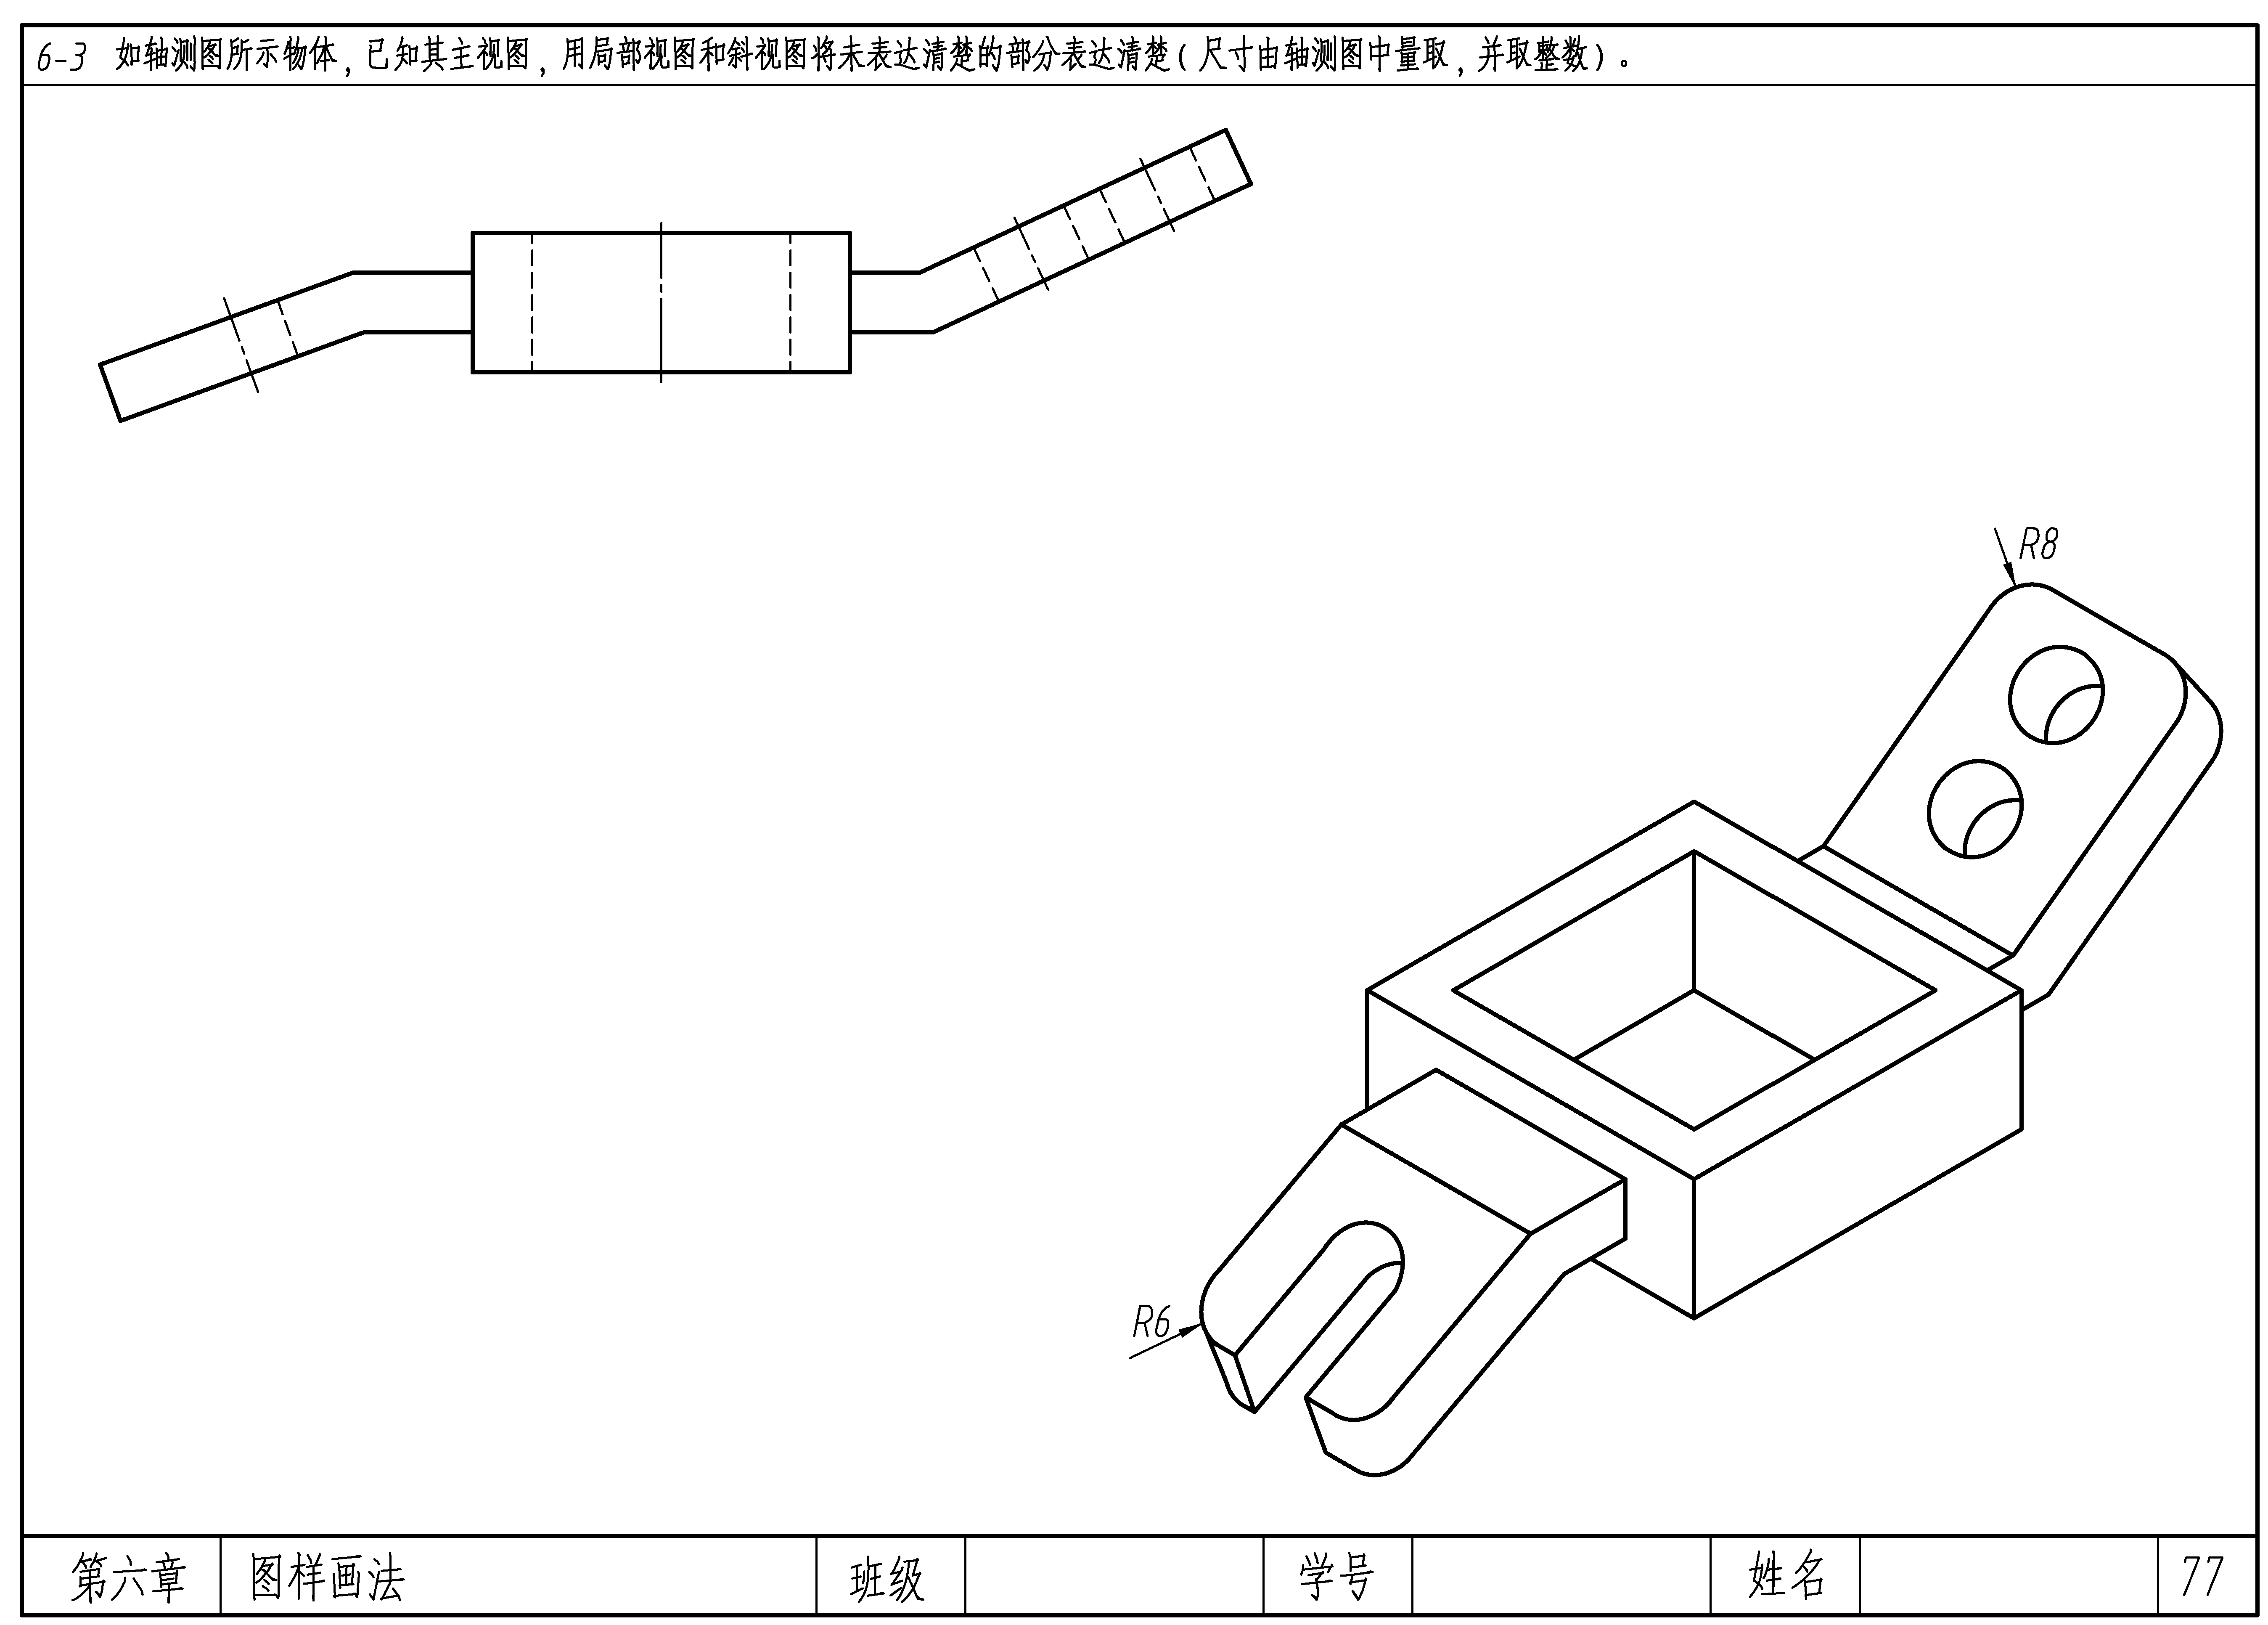 6-3 如轴测图所示物体，已知其主视图，用局部视图和斜视图将未表达清楚的部分表达清楚（尺寸由轴测图中量取，并取整数）。
R8
R6
第六章 图样画法 班级 学号 姓名 77